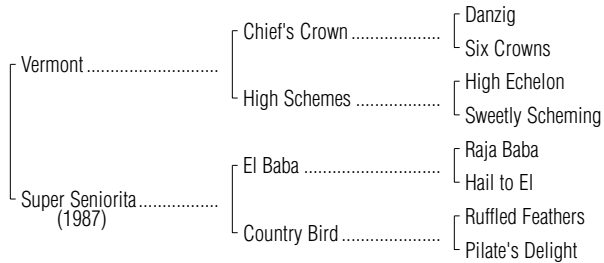 Danzig
Chief's Crown ....................
Six Crowns
Vermont ..............................
High Echelon
High Schemes ...................
Sweetly Scheming
Raja Baba
El Baba ..............................
Hail to El
Super Seniorita ..................
(1987)
Ruffled Feathers
Country Bird ......................
Pilate's Delight